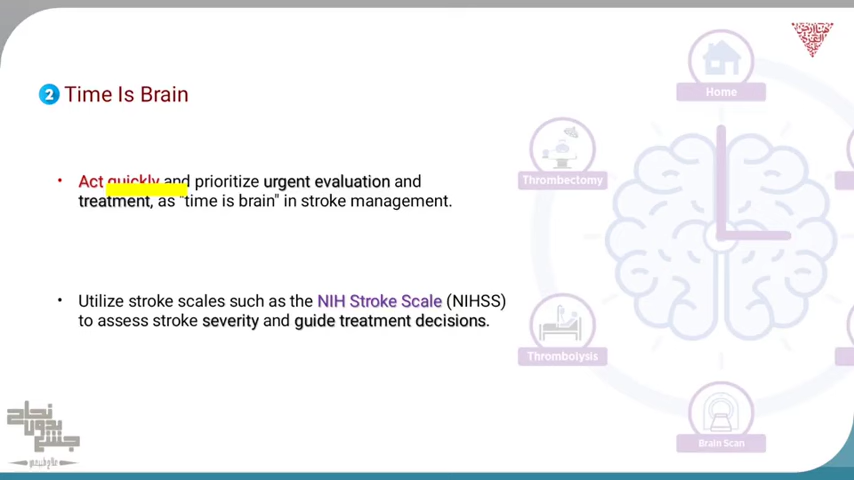 2 Time Is Brain
• Act quickly and prioritize urgent evaluation and
treatment, as "time is brain" in stroke management.
• Utilize stroke scales such as the NIH Stroke Scale (NIHSS)
to assess stroke severity and guide treatment decisions.
Home
Thrombectomy
Thrombolysis
Brain Scan